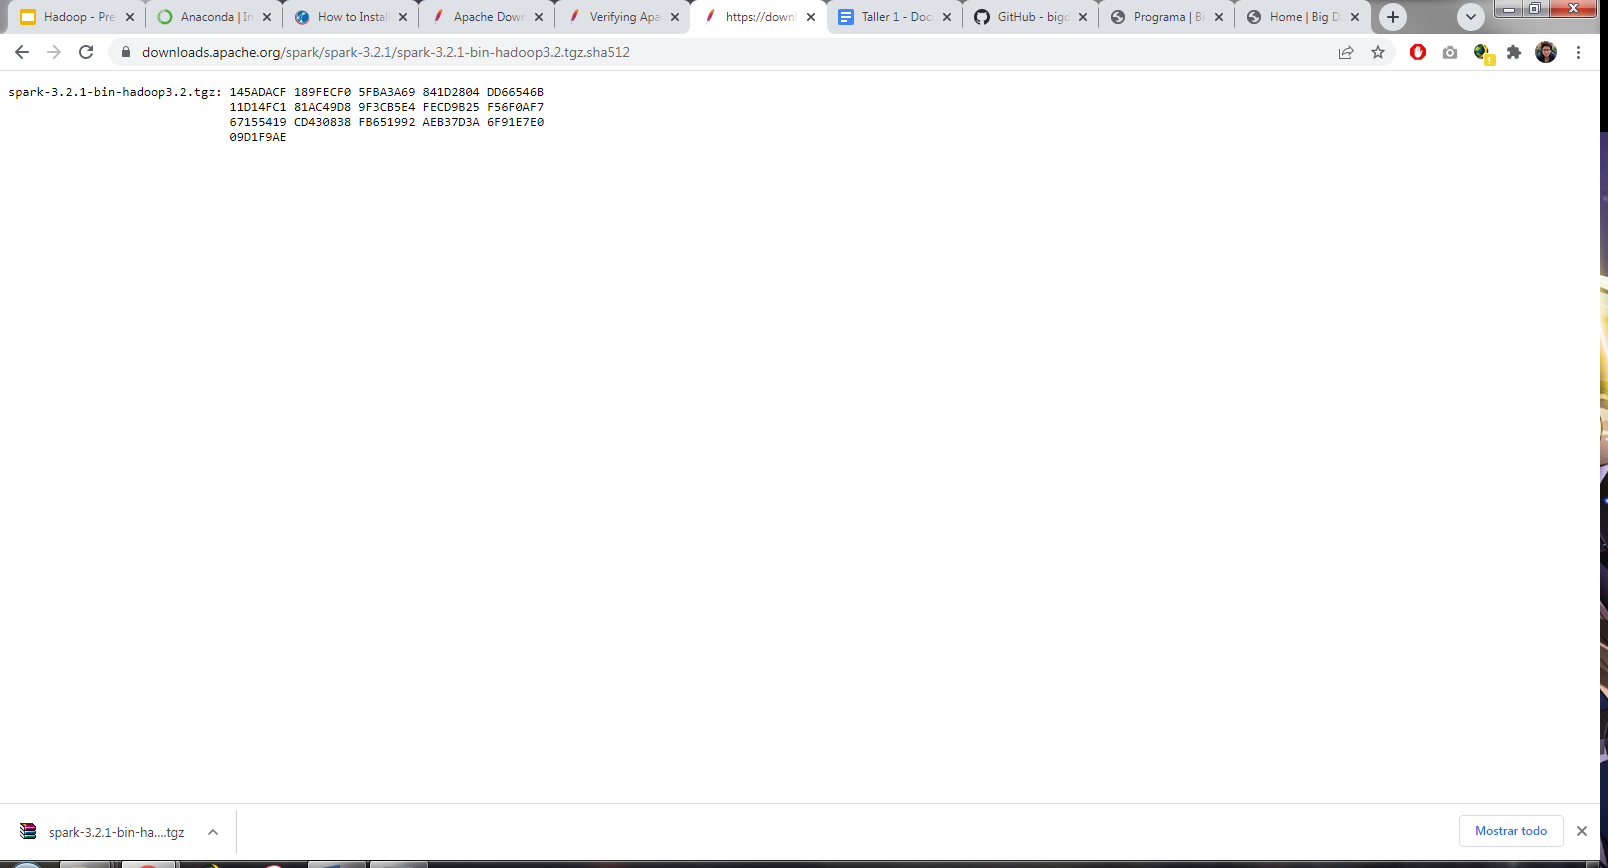 Hadoop - Pres
Anaconda | In
How to Install
Apache Down
Verifying Apa
https://downl
Taller 1 - Doc
GitHub - bigd
Programa | Bi
Home | Big D
downloads.apache.org/spark/spark-3.2.1/spark-3.2.1-bin-hadoop3.2.tgz.sha512
spark-3.2.1-bin-hadoop3.2.tgz: 145ADACF 189FECF0 5FBA3A69 841D2804 DD66546B
11D14FC1 81AC49D8 9F3CB5E4 FECD9B25 F56F0AF7
67155419 CD430838 FB651992 AEB37D3A 6F91E7E0
09D1F9AE
spark-3.2.1-bin-ha....tgz
Mostrar todo